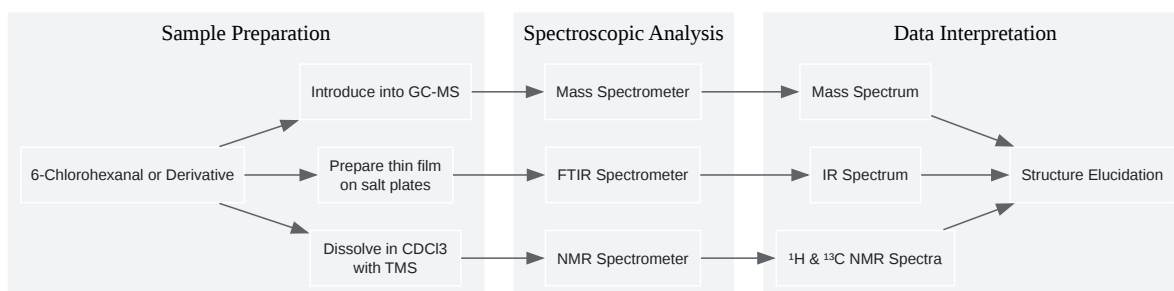 Sample Preparation
Spectroscopic Analysis
Data Interpretation
Introduce into GC-MS
Mass Spectrometer
Mass Spectrum
6-Chlorohexanal or Derivative
Prepare thin film
on salt plates
FTIR Spectrometer
IR Spectrum
Structure Elucidation
Dissolve in CDCl3
with TMS
NMR Spectrometer
¹H & ¹³C NMR Spectra